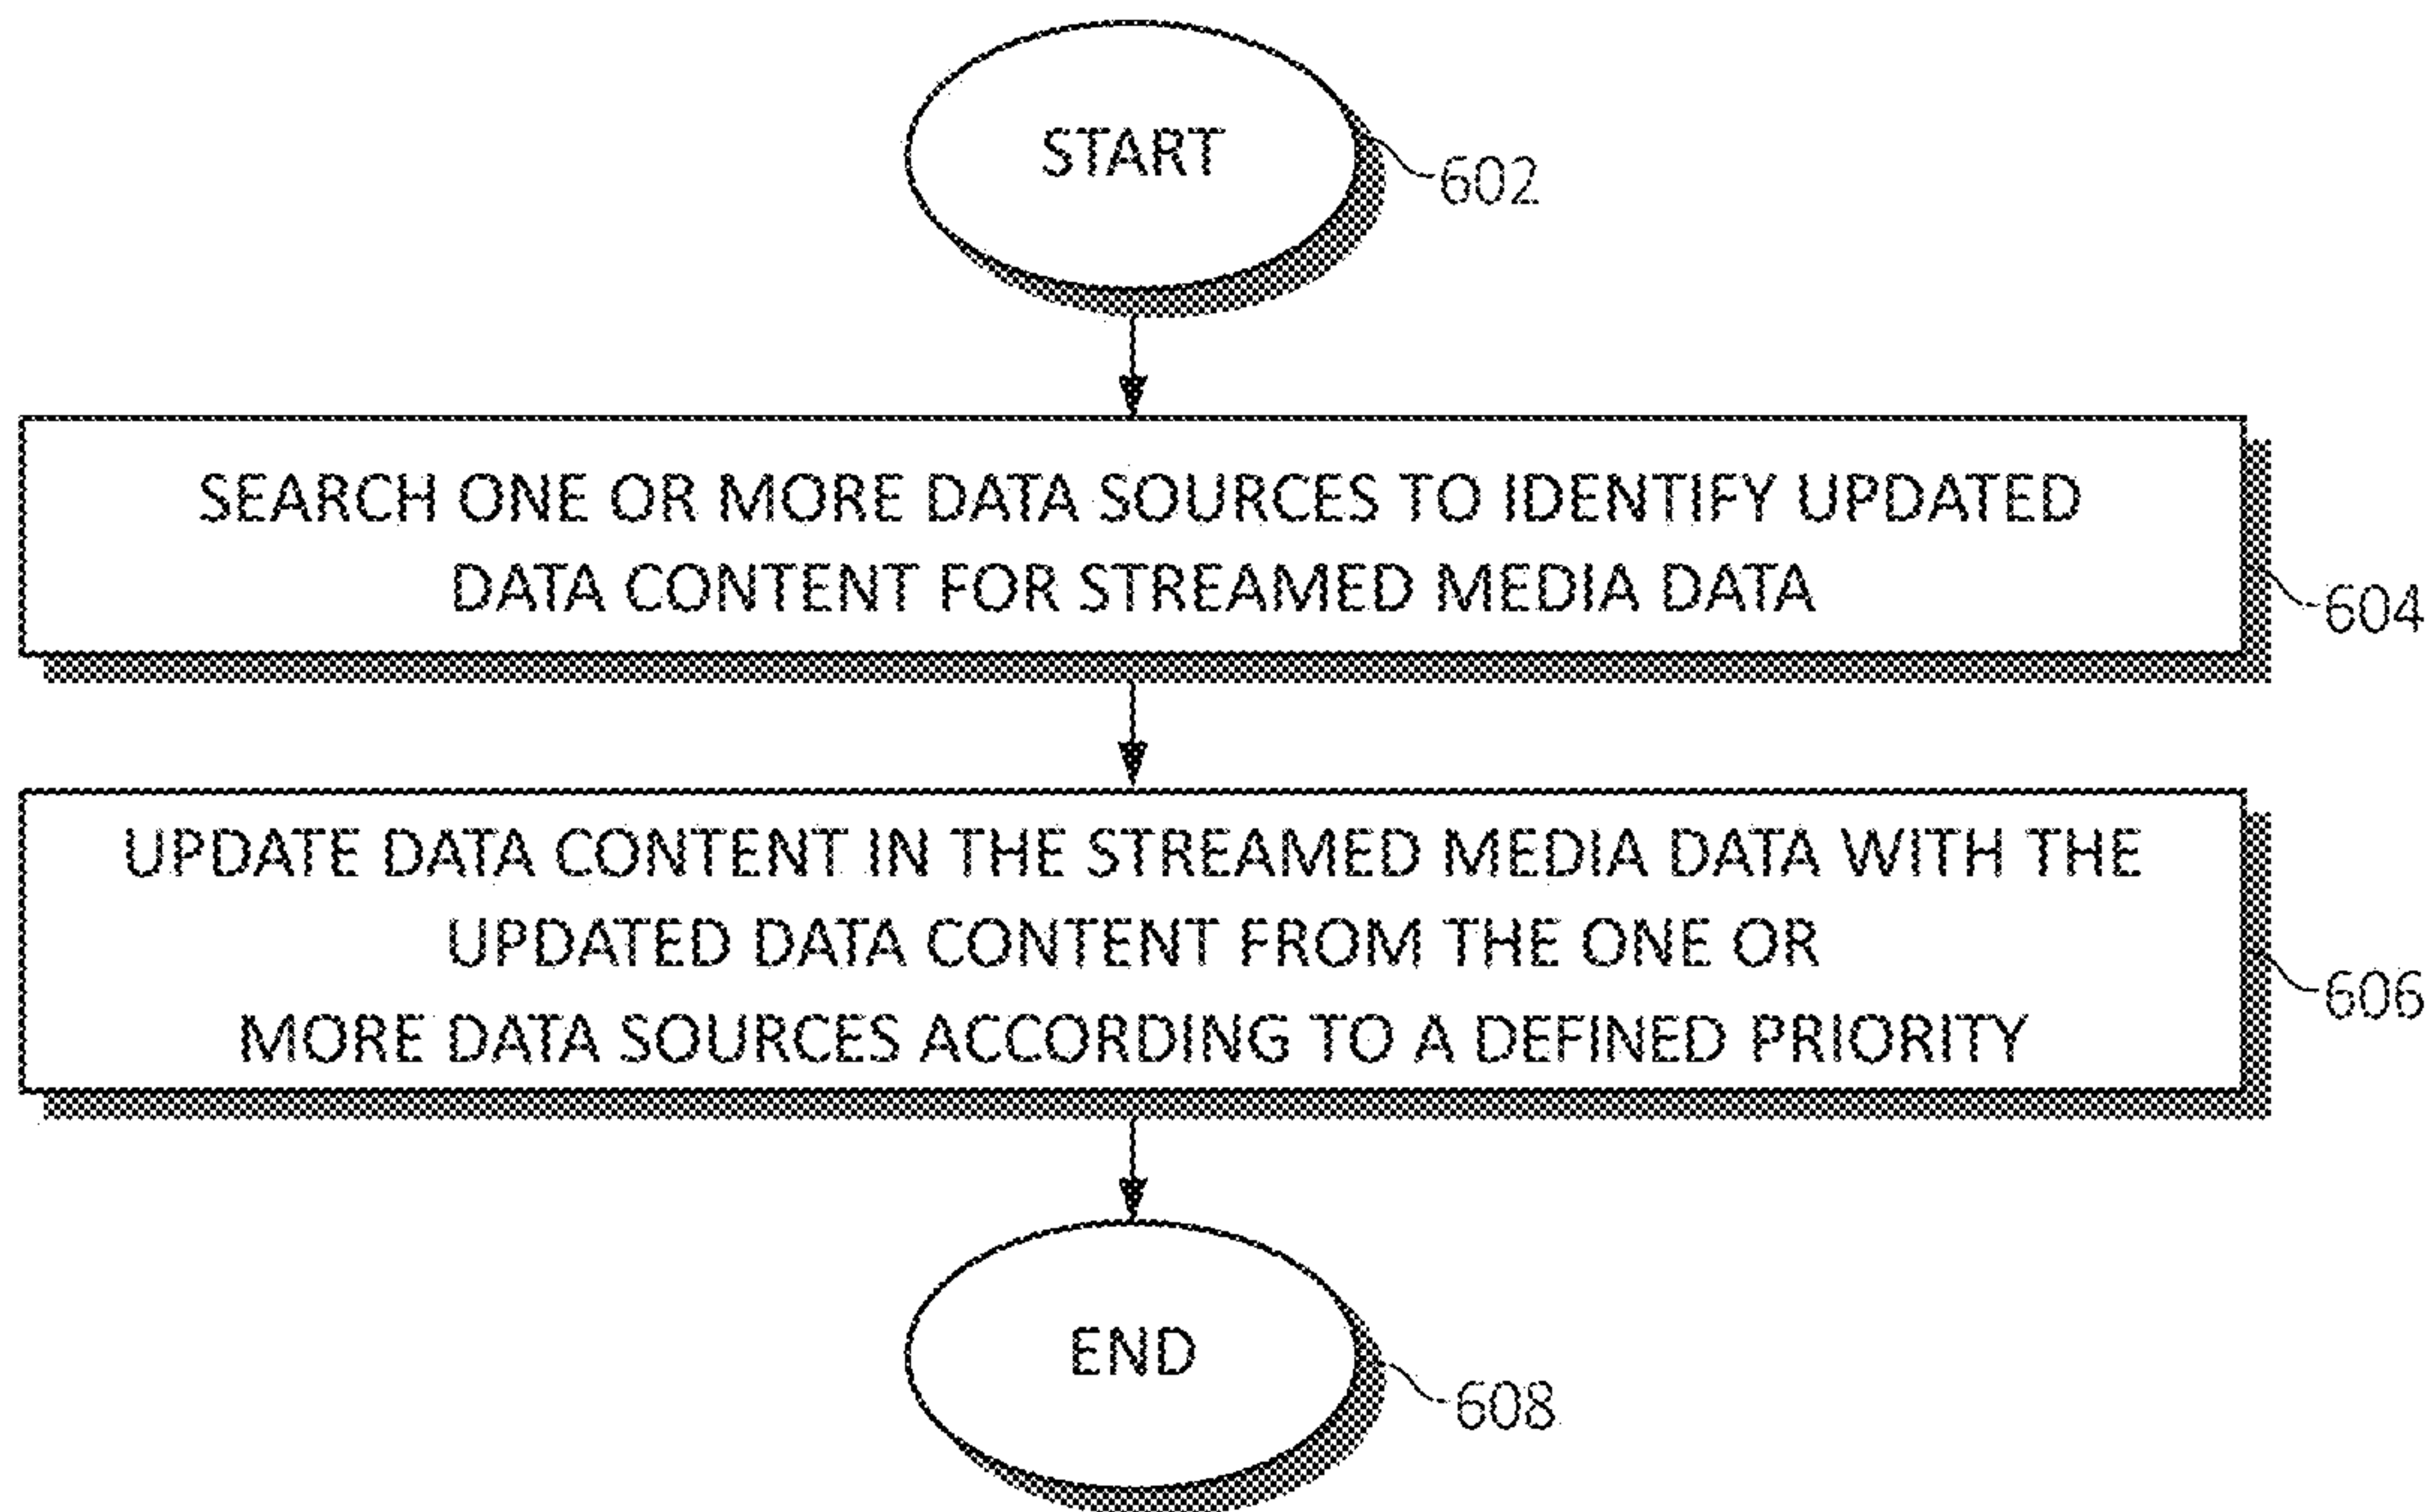 START
602
SEARCH ONE OR MORE DATA SOURCES TO IDENTIFY UPDATED
DATA CONTENT FOR STREAMED MEDIA DATA
604
UPDATE DATA CONTENT IN THE STREAMED MEDIA DATA WITH THE
UPDATED DATA CONTENT FROM THE ONE OR
MORE DATA SOURCES ACCORDING TO A DEFINED PRIORITY
606
END
608